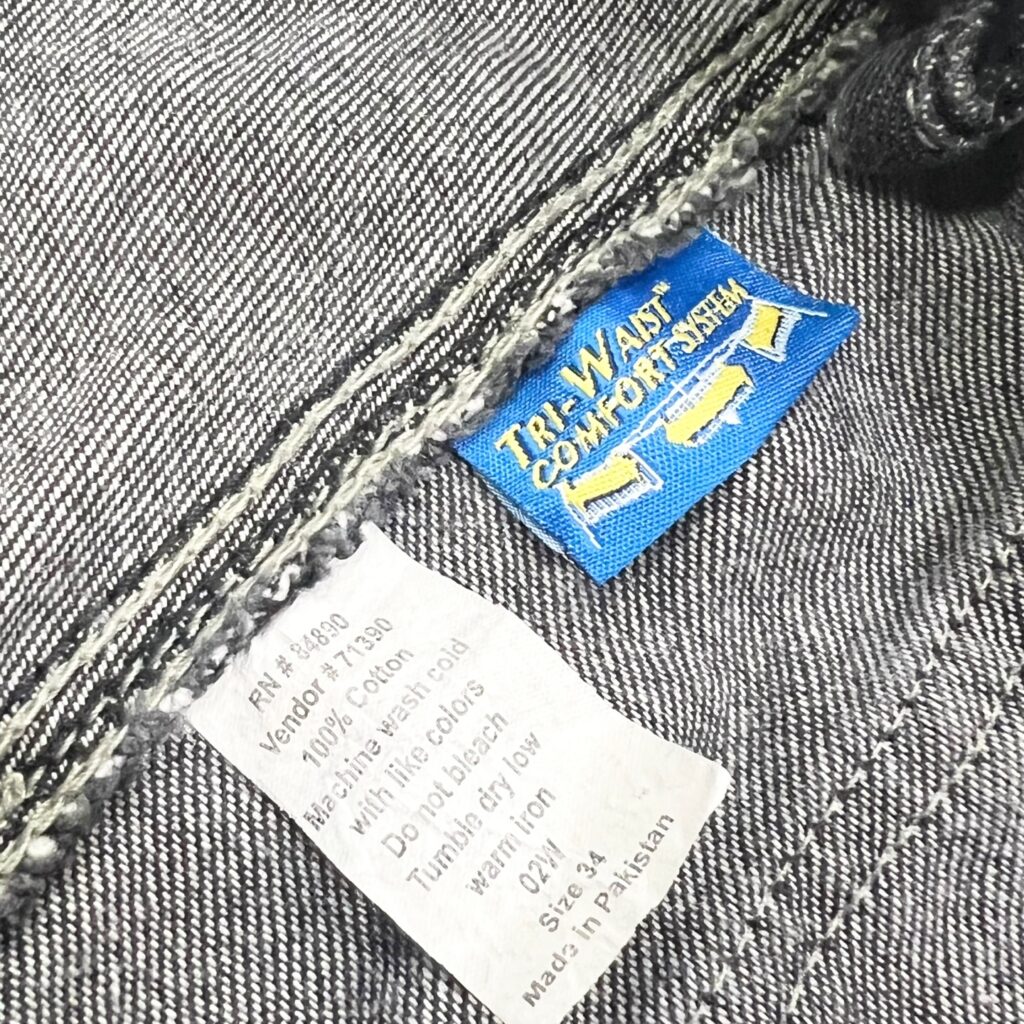 TRI-WAIST™
COMFORT-SYSTEM
RN # 84890
Vendor # 71390
100% Cotton
Machine wash cold
with like colors
Do not bleach
Tumble dry low
warm iron
02W
Size 34
Made in Pakistan